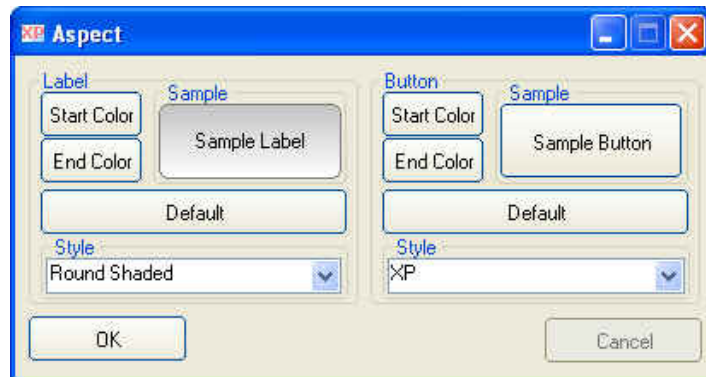 XP Aspect
Label
Button
Start Color
Sample
Start Color
Sample
Sample Label
Sample Button
End Color
End Color
Default
Default
Style
Style
Round Shaded
XP
OK
Cancel